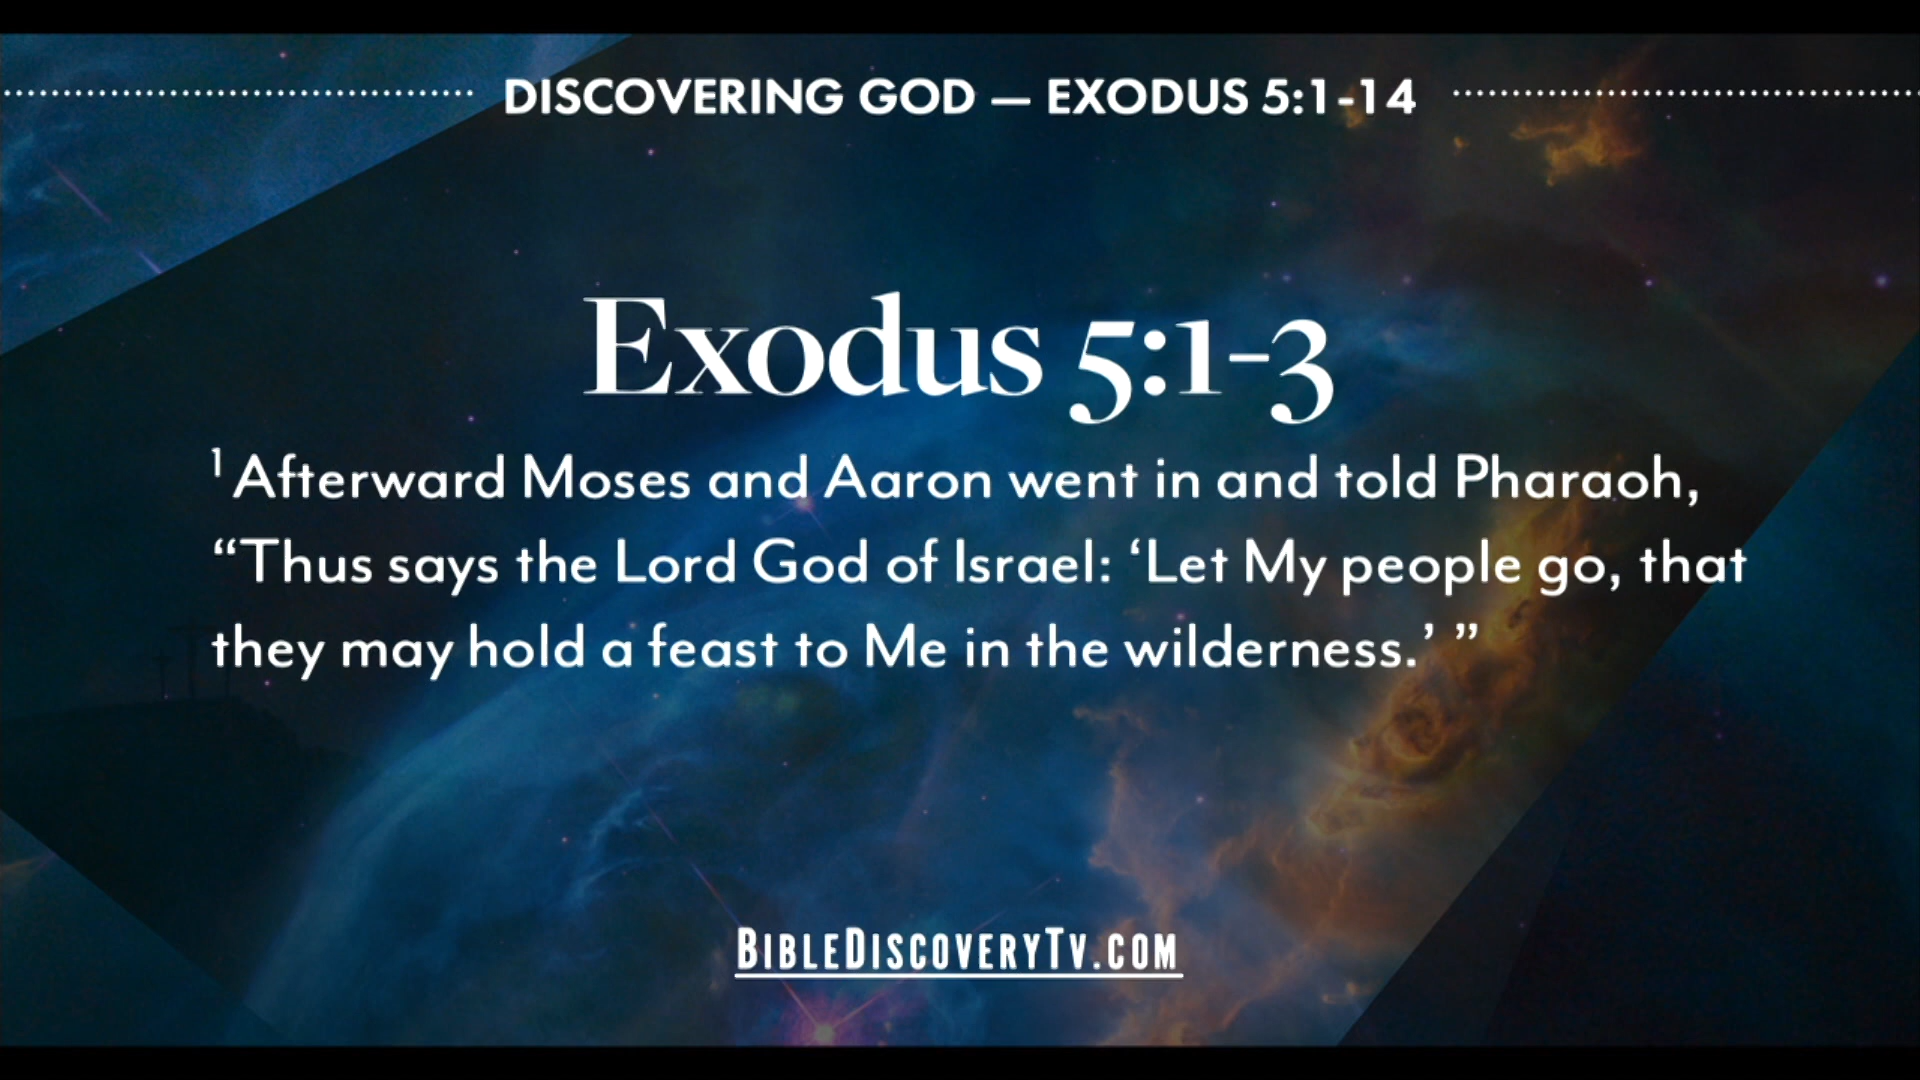 DISCOVERING GOD — EXODUS 5:1-14
Exodus 5:1-3
¹ Afterward Moses and Aaron went in and told Pharaoh,
“Thus says the Lord God of Israel: ‘Let My people go, that
they may hold a feast to Me in the wilderness.’ ”
BIBLEDISCOVERYTV.COM